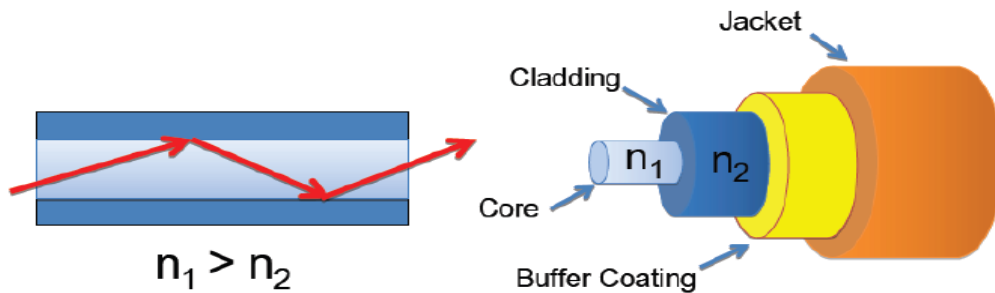 n₁ > n₂
Jacket
Cladding
n₁
n₂
Core
Buffer Coating